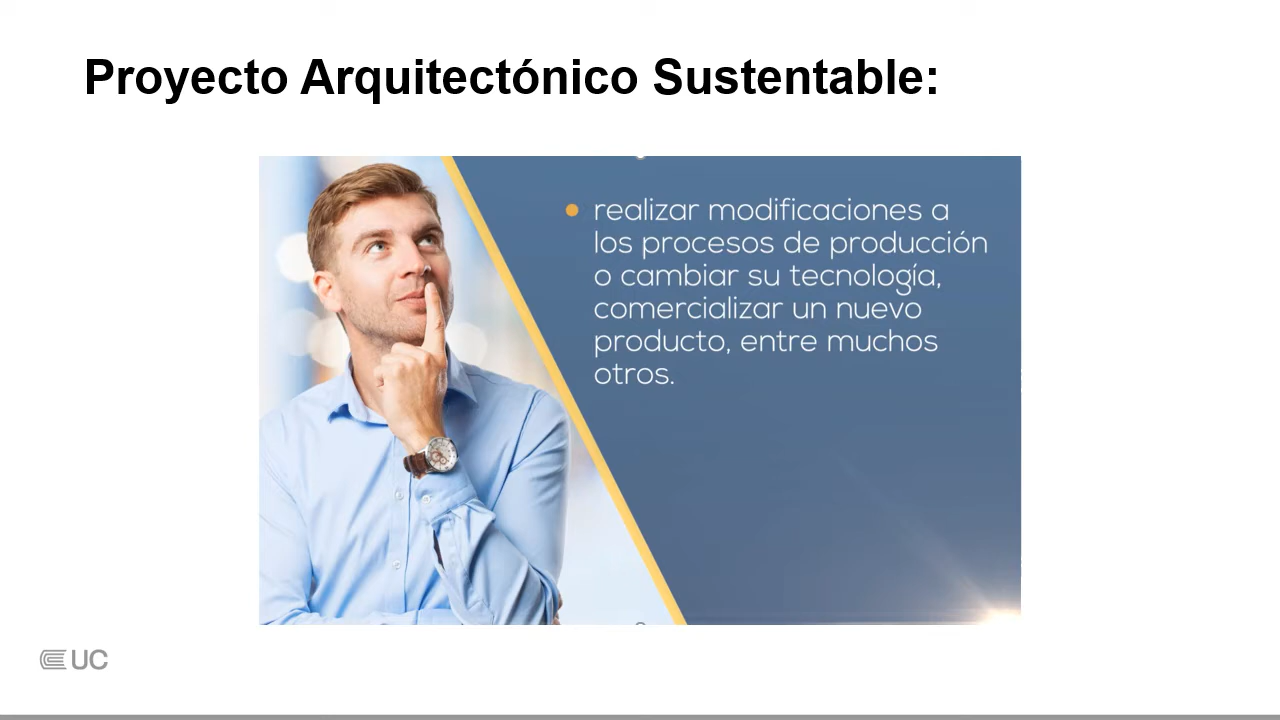 Proyecto Arquitectónico Sustentable:
realizar modificaciones a
los procesos de producción
o cambiar su tecnología,
comercializar un nuevo
producto, entre muchos
otros.
UC